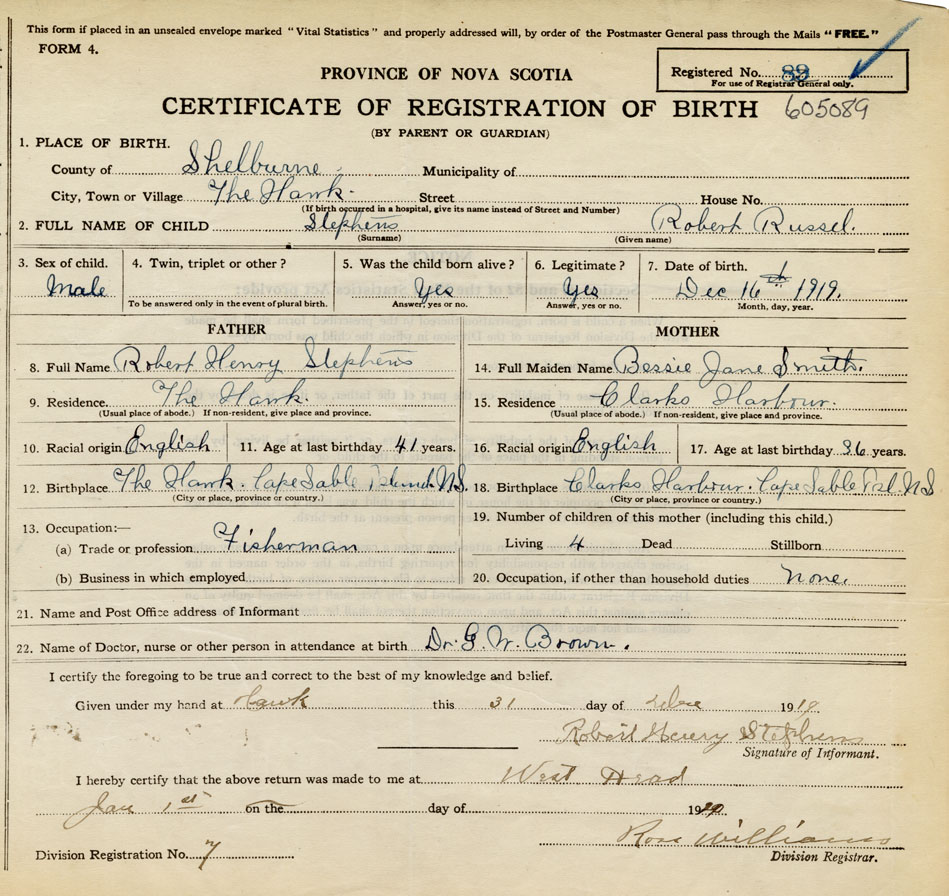 This form if placed in an unsealed envelope marked "Vital Statistics" and properly addressed will, by order of the Postmaster General pass through the Mails "FREE."
FORM 4.
Registered No. 89
For use of Registrar General only.
PROVINCE OF NOVA SCOTIA
CERTIFICATE OF REGISTRATION OF BIRTH 605089
(BY PARENT OR GUARDIAN)
1. PLACE OF BIRTH.
County of Shelburne Municipality of
City, Town or Village The Hawk. Street House No.
(If birth occurred in a hospital, give its name instead of Street and Number)
2. FULL NAME OF CHILD Stephens Robert Russel.
(Surname) (Given name)
3. Sex of child. 4. Twin, triplet or other? 5. Was the child born alive? 6. Legitimate? 7. Date of birth.
Male Yes Yes Dec 16th 1919.
To be answered only in the event of plural birth. Answer, yes or no. Answer, yes or no. Month, day, year.
FATHER MOTHER
8. Full Name Robert Henry Stephens 14. Full Maiden Name Bessie Jane Smith.
9. Residence. The Hawk. 15. Residence Clarks Harbour.
(Usual place of abode.) If non-resident, give place and province. (Usual place of abode.) If non-resident, give place and province.
10. Racial origin English 11. Age at last birthday 41 years. 16. Racial origin English 17. Age at last birthday 36 years.
12. Birthplace The Hawk. Cape Sable Island N.S. 18. Birthplace Clarks Harbour. Cape Sable Isl. N.S
(City or place, province or country.) (City or place, province or country.)
13. Occupation:— 19. Number of children of this mother (including this child.)
(a) Trade or profession Fisherman Living 4 Dead Stillborn
(b) Business in which employed 20. Occupation, if other than household duties None.
21. Name and Post Office address of Informant
22. Name of Doctor, nurse or other person in attendance at birth Dr. G. W. Brown.
I certify the foregoing to be true and correct to the best of my knowledge and belief.
Given under my hand at Hawk this 31 day of 1919
Robert Henry Stephens
Signature of Informant.
I hereby certify that the above return was made to me at West Head
Jan 1st on the day of 1920
Ross Williams
Division Registration No. 7 Division Registrar.